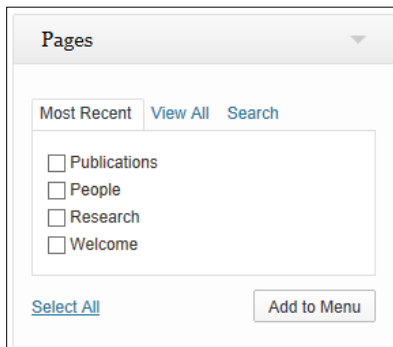 Pages
Most Recent View All Search
Publications
People
Research
Welcome
Select All Add to Menu